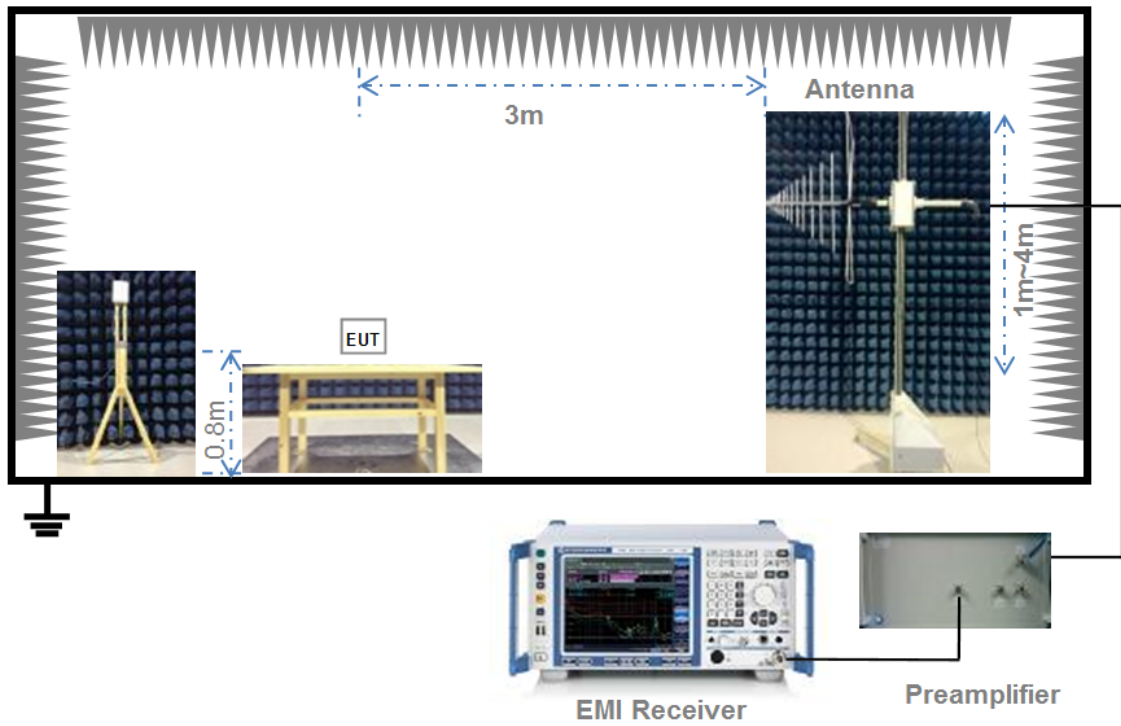 Antenna
3m
1m~4m
EUT
0.8m
EMI Receiver
Preamplifier